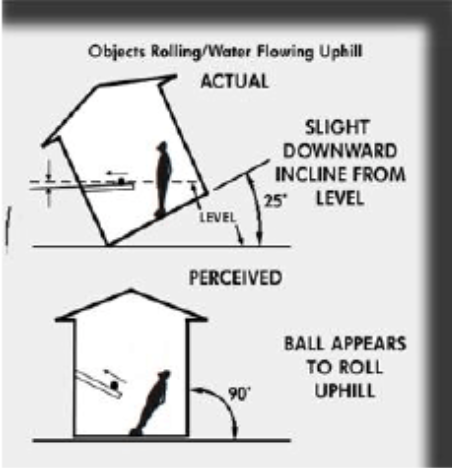 Objects Rolling/Water Flowing Uphill
ACTUAL
SLIGHT
DOWNWARD
INCLINE FROM
LEVEL
25°
LEVEL
PERCEIVED
BALL APPEARS
TO ROLL
UPHILL
90°